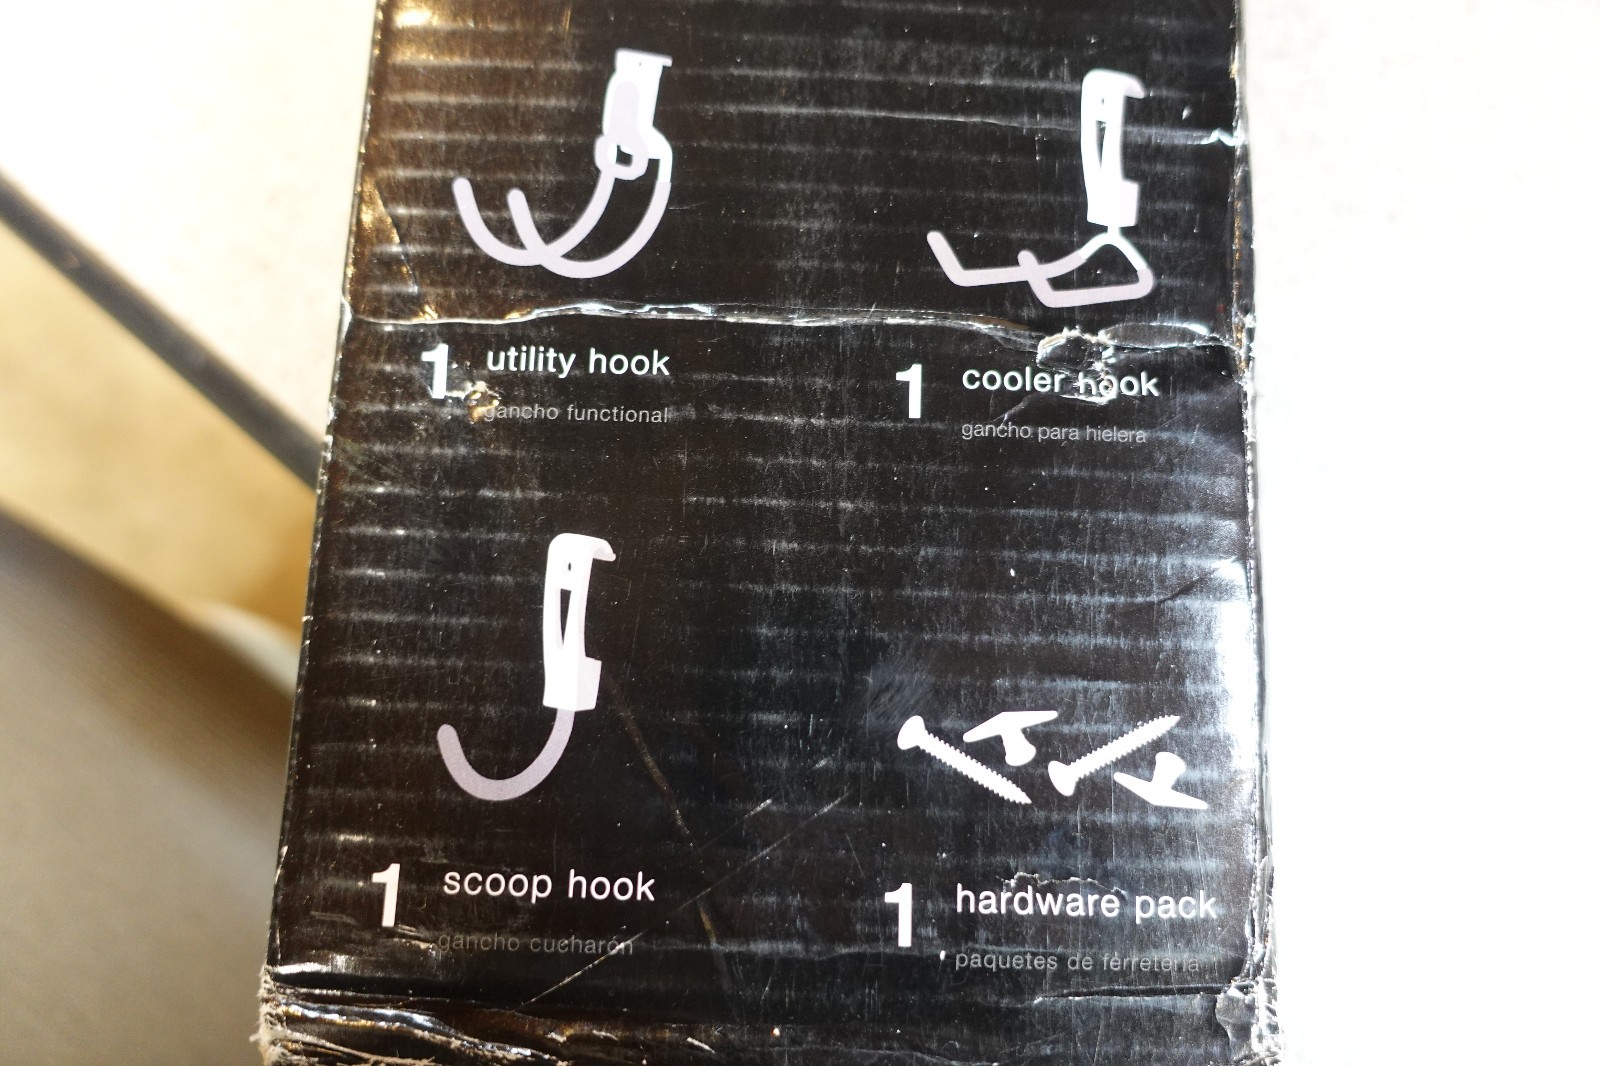 1 utility hook
gancho functional
1 cooler hook
gancho para hielera
1 scoop hook
gancho cucharón
1 hardware pack
paquetes de ferretería